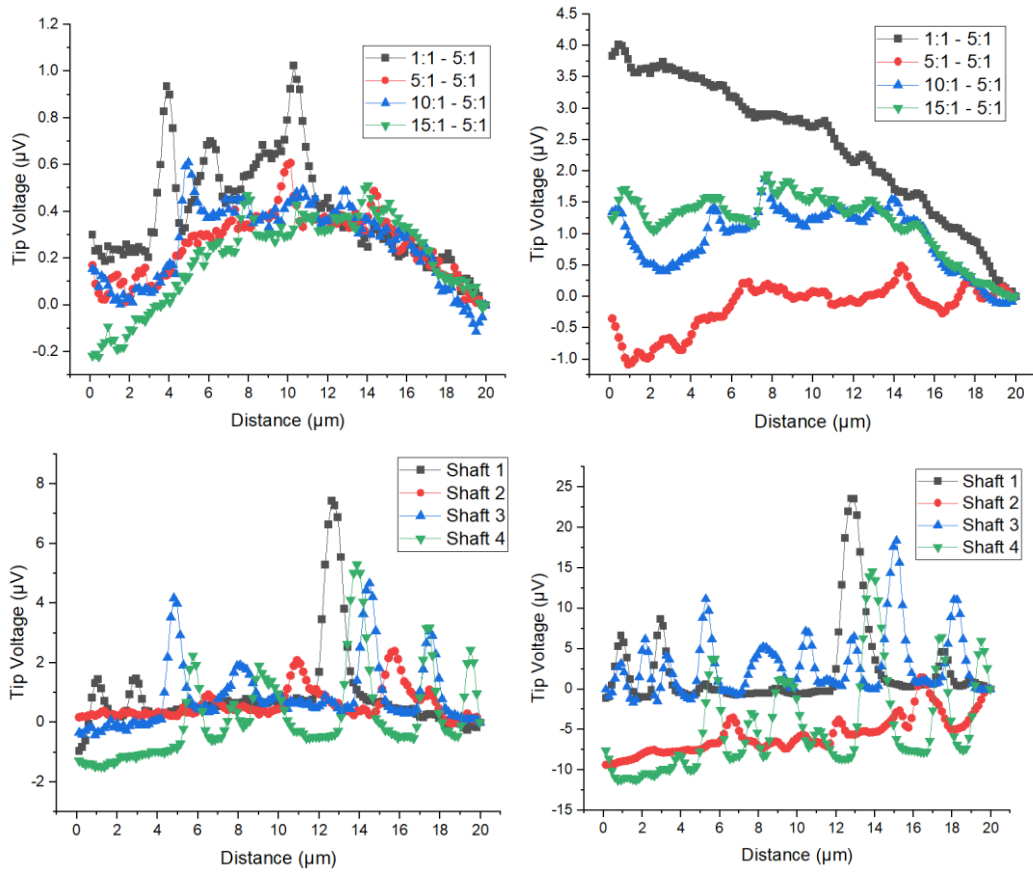 1.2
1.0
0.8
0.6
0.4
0.2
0.0
-0.2
Tip Voltage (µV)
1:1 - 5:1
5:1 - 5:1
10:1 - 5:1
15:1 - 5:1
0 2 4 6 8 10 12 14 16 18 20
Distance (µm)
4.5
4.0
3.5
3.0
2.5
2.0
1.5
1.0
0.5
0.0
-0.5
-1.0
Tip Voltage (µV)
1:1 - 5:1
5:1 - 5:1
10:1 - 5:1
15:1 - 5:1
0 2 4 6 8 10 12 14 16 18 20
Distance (µm)
8
6
4
2
0
-2
Tip Voltage (µV)
Shaft 1
Shaft 2
Shaft 3
Shaft 4
0 2 4 6 8 10 12 14 16 18 20
Distance (µm)
25
20
15
10
5
0
-5
-10
-15
Tip Voltage (µV)
Shaft 1
Shaft 2
Shaft 3
Shaft 4
0 2 4 6 8 10 12 14 16 18 20
Distance (µm)